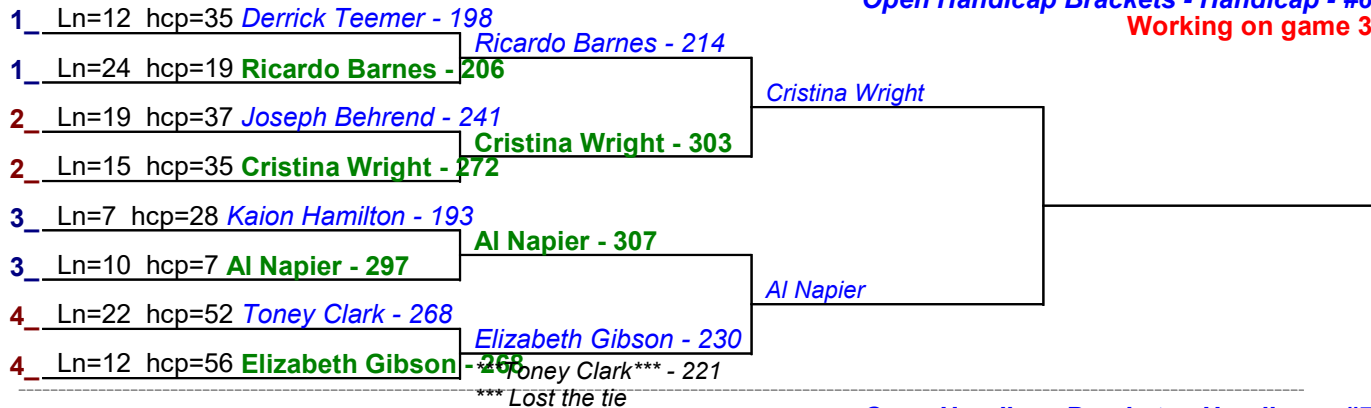 Open Handicap Brackets - Handicap - #6
Working on game 3
1_ Ln=12 hcp=35 Derrick Teemer - 198
Ricardo Barnes - 214
1_ Ln=24 hcp=19 Ricardo Barnes - 206
Cristina Wright
2_ Ln=19 hcp=37 Joseph Behrend - 241
Cristina Wright - 303
2_ Ln=15 hcp=35 Cristina Wright - 272
3_ Ln=7 hcp=28 Kaion Hamilton - 193
Al Napier - 307
3_ Ln=10 hcp=7 Al Napier - 297
Al Napier
4_ Ln=22 hcp=52 Toney Clark - 268
Elizabeth Gibson - 230
4_ Ln=12 hcp=56 Elizabeth Gibson - 268
***Toney Clark*** - 221
*** Lost the tie